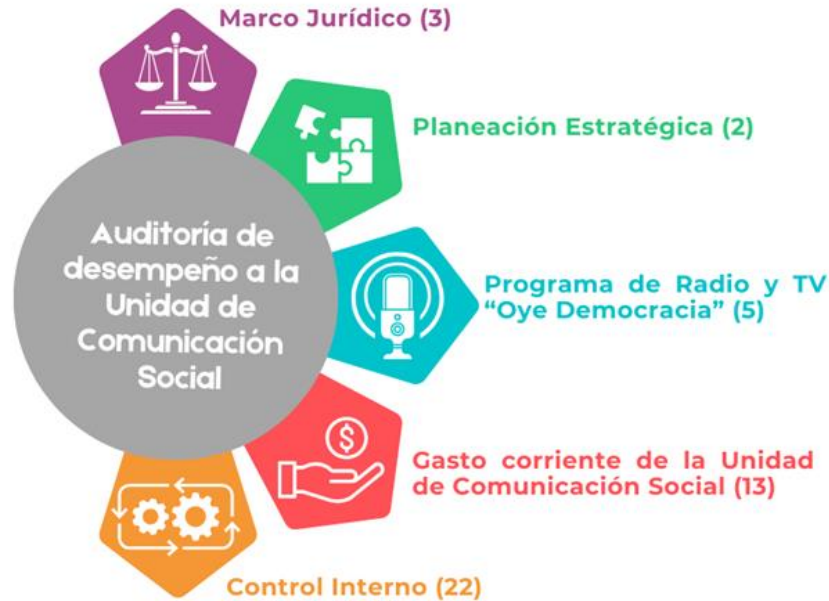 Marco Jurídico (3)
Planeación Estratégica (2)
Auditoría de
desempeño a la
Unidad de
Comunicación
Social
Programa de Radio y TV
“Oye Democracia” (5)
$
Gasto corriente de la Unidad
de Comunicación Social (13)
Control Interno (22)